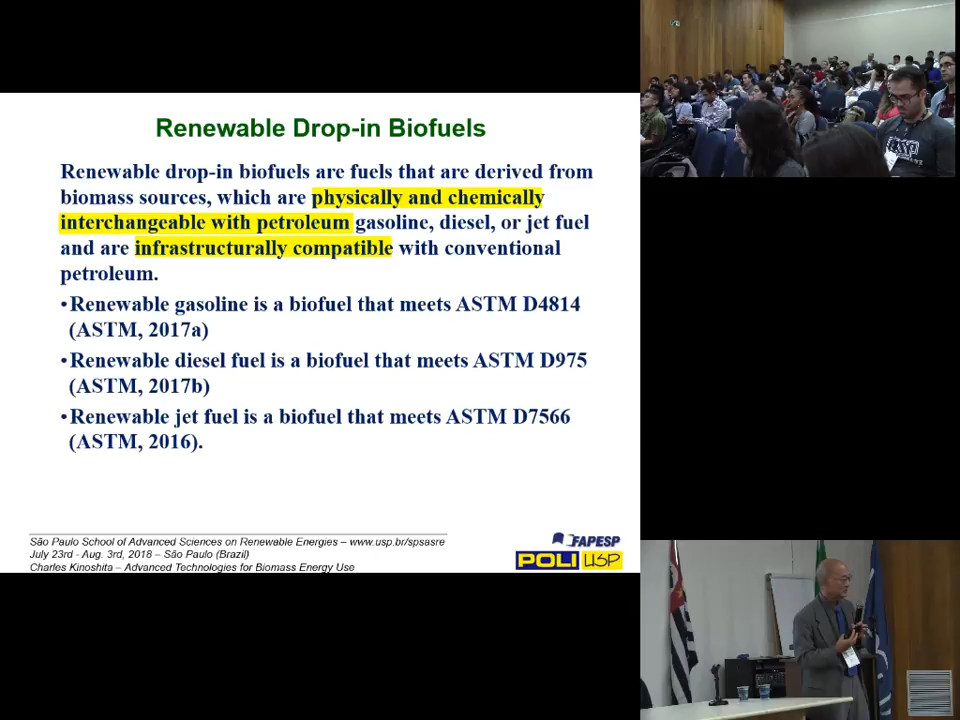 Renewable Drop-in Biofuels
Renewable drop-in biofuels are fuels that are derived from
biomass sources, which are physically and chemically
interchangeable with petroleum gasoline, diesel, or jet fuel
and are infrastructurally compatible with conventional
petroleum.
•Renewable gasoline is a biofuel that meets ASTM D4814
(ASTM, 2017a)
•Renewable diesel fuel is a biofuel that meets ASTM D975
(ASTM, 2017b)
•Renewable jet fuel is a biofuel that meets ASTM D7566
(ASTM, 2016).
São Paulo School of Advanced Sciences on Renewable Energies – www.usp.br/spsasre
July 23rd - Aug. 3rd, 2018 – São Paulo (Brazil)
Charles Kinoshita – Advanced Technologies for Biomass Energy Use
FAPESP
POLI USP